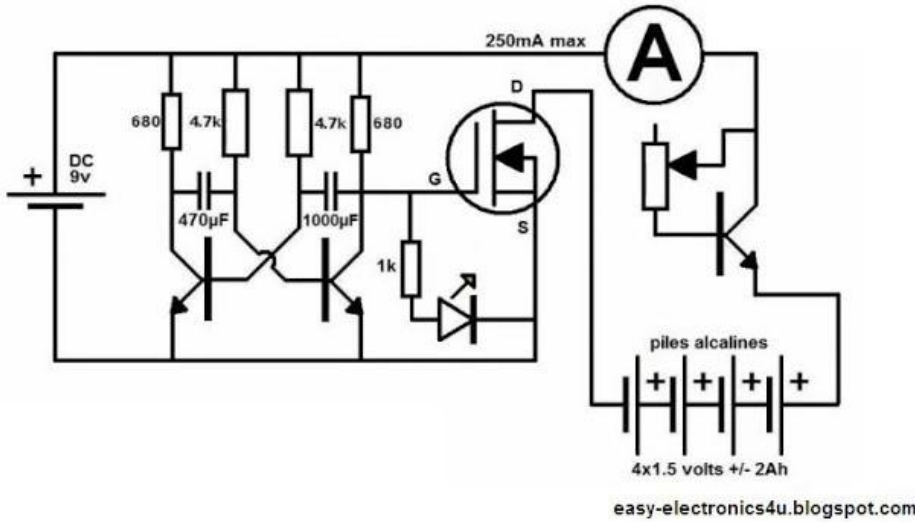 250mA max
A
D
680
4.7k
4.7k
680
+
DC
9v
G
470µF
1000µF
S
1k
piles alcalines
+ + + +
4x1.5 volts +/- 2Ah
easy-electronics4u.blogspot.com